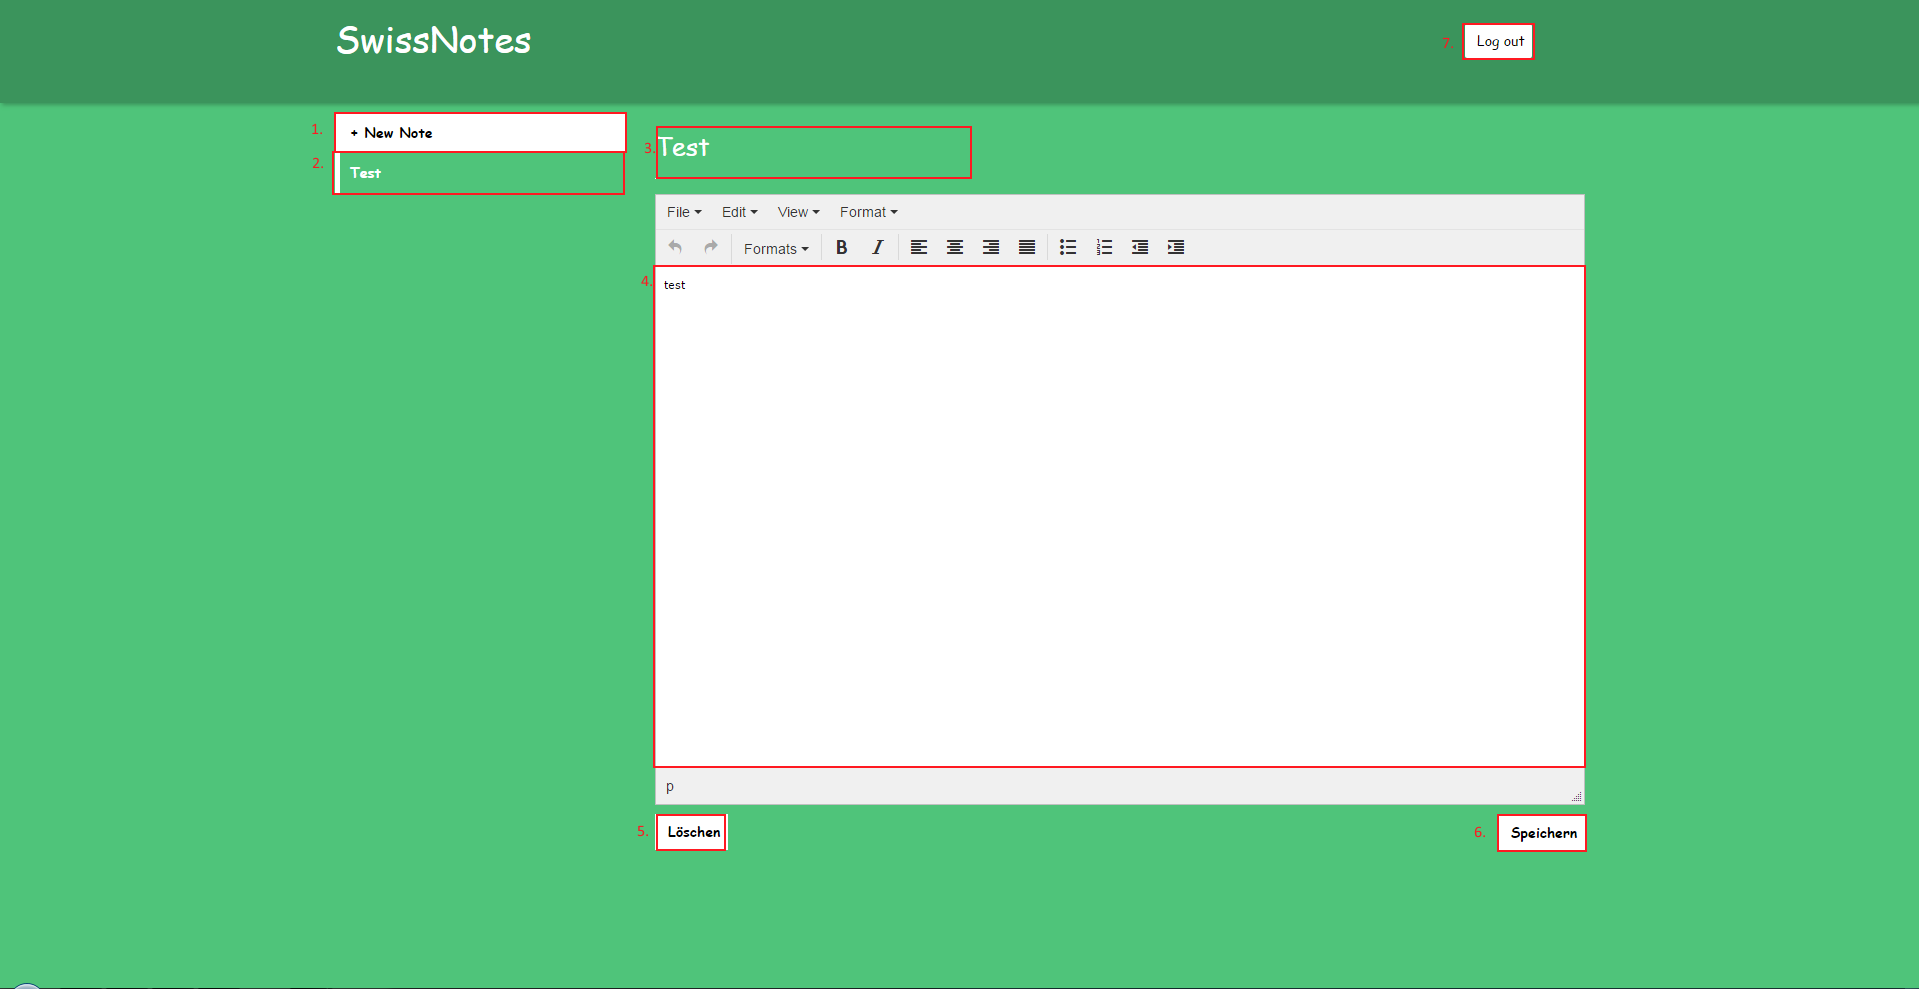 SwissNotes
7. Log out
1. + New Note
2. Test
3. Test
File Edit View Format
Formats B I
4. test
p
5. Löschen
6. Speichern